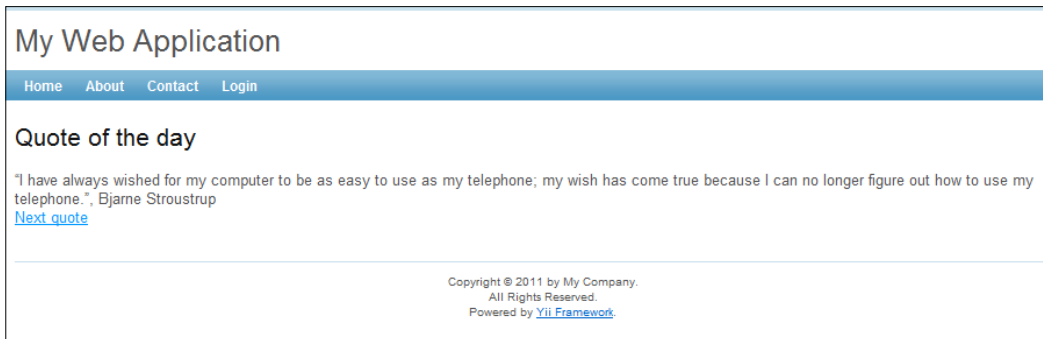 My Web Application
Home About Contact Login
Quote of the day
“I have always wished for my computer to be as easy to use as my telephone; my wish has come true because I can no longer figure out how to use my
telephone.”, Bjarne Stroustrup
Next quote
Copyright © 2011 by My Company.
All Rights Reserved.
Powered by Yii Framework.